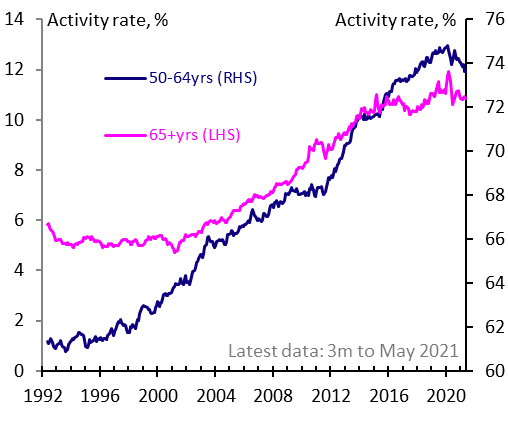 Activity rate, % Activity rate, %
14 76
12 74
10 72
8 70
6 68
4 66
2 64
0 62
60
50-64yrs (RHS)
65+yrs (LHS)
Latest data: 3m to May 2021
1992 1996 2000 2004 2008 2012 2016 2020